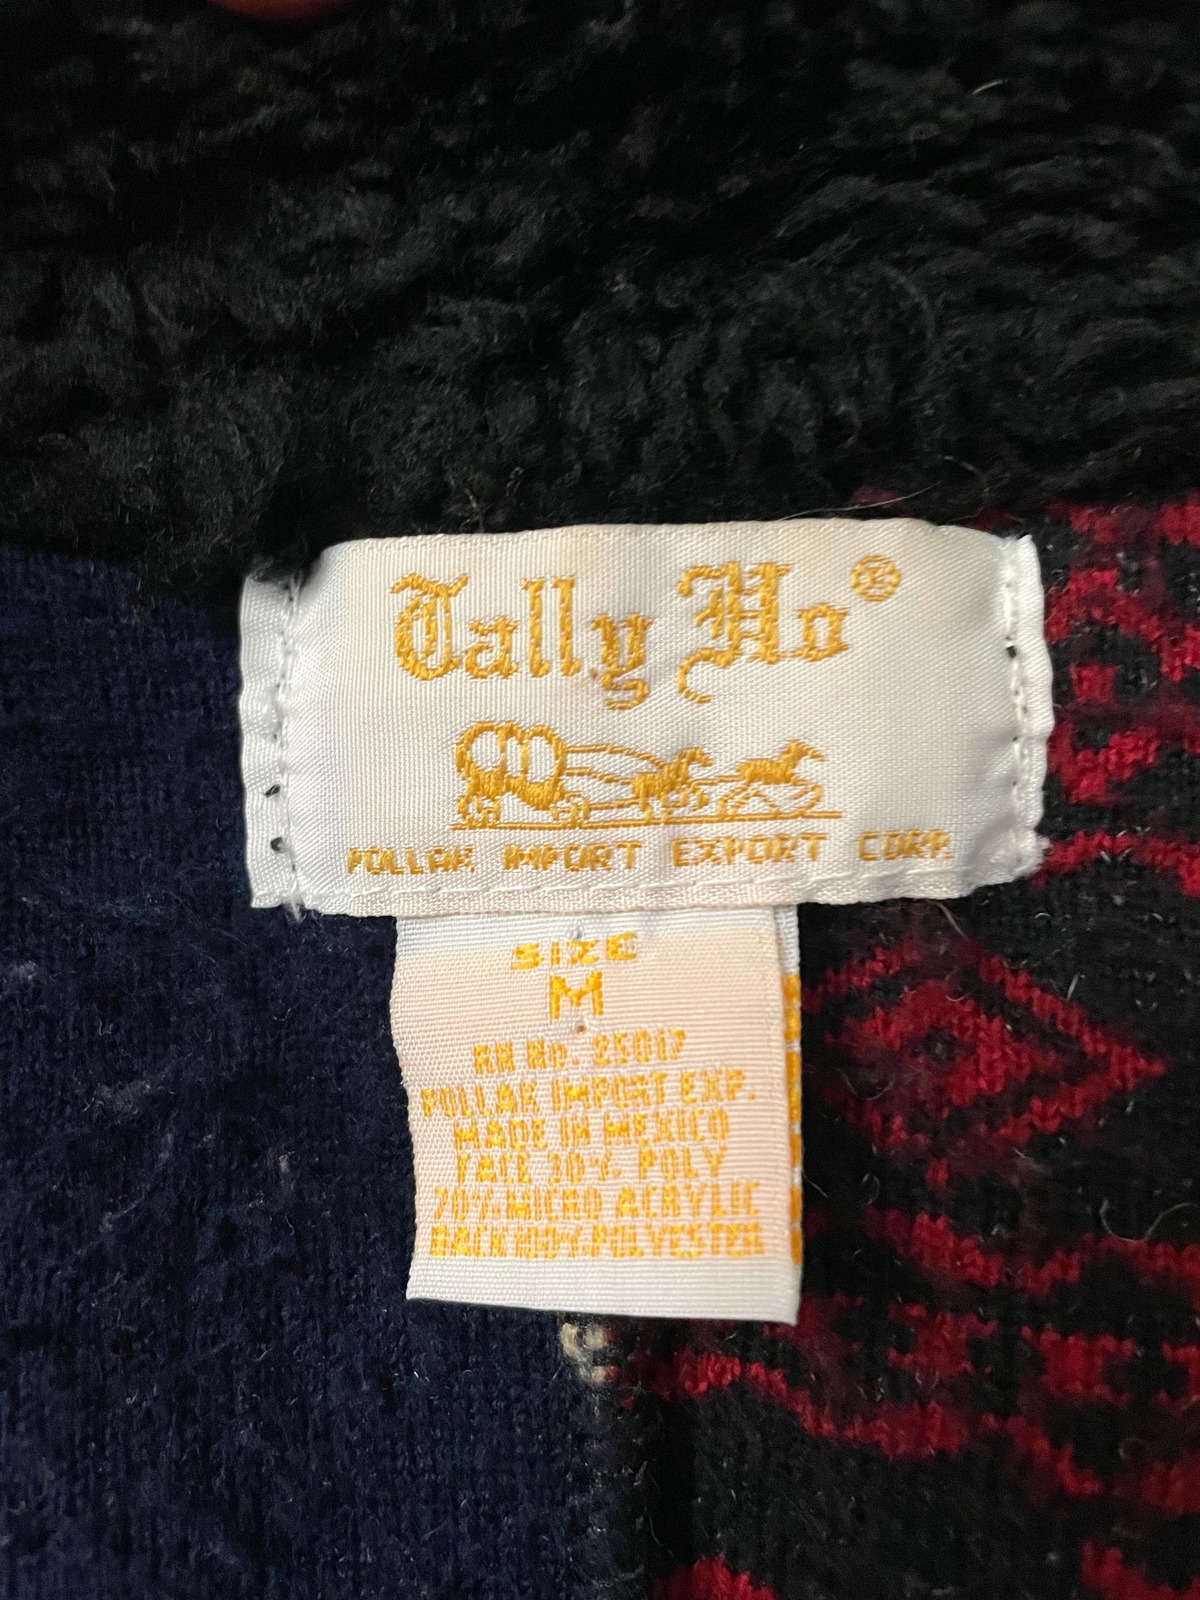 Tally Ho ®
POLLAK IMPORT EXPORT CORP.
SIZE
M
RN No. 25017
POLLAK IMPORT EXP.
MADE IN MEXICO
FACE 30% POLY
70% MICRO ACRYLIC
BACK 100% POLYESTER